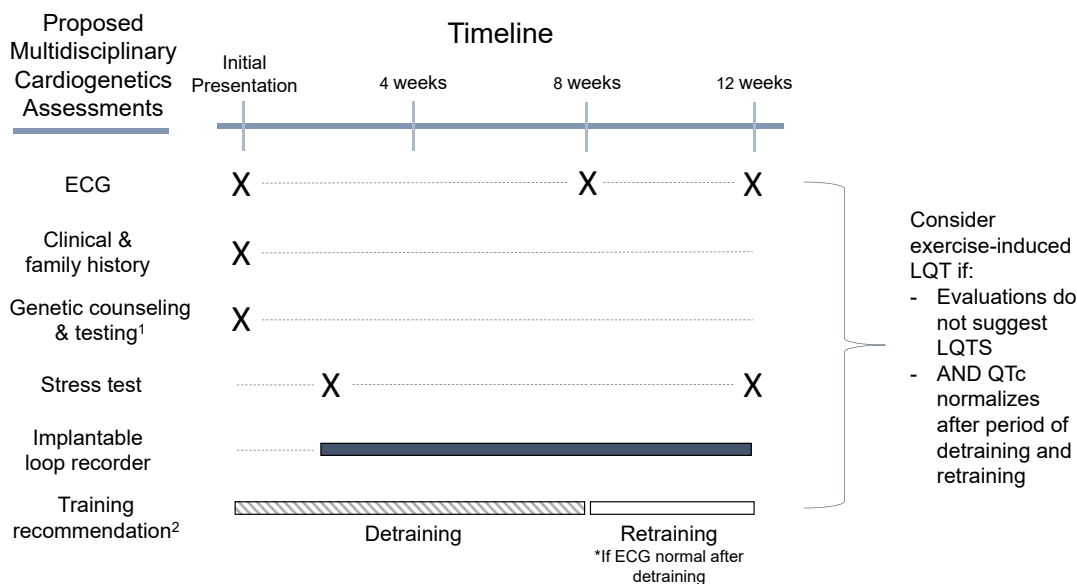 Proposed
Multidisciplinary
Cardiogenetics
Assessments
Timeline
Initial
Presentation
4 weeks
8 weeks
12 weeks
ECG
X
X
X
Clinical &
family history
X
Genetic counseling
& testing¹
X
Stress test
X
X
Implantable
loop recorder
Training
recommendation²
Detraining
Retraining
*If ECG normal after
detraining
Consider
exercise-induced
LQT if:
- Evaluations do
not suggest
LQTS
- AND QTc
normalizes
after period of
detraining and
retraining